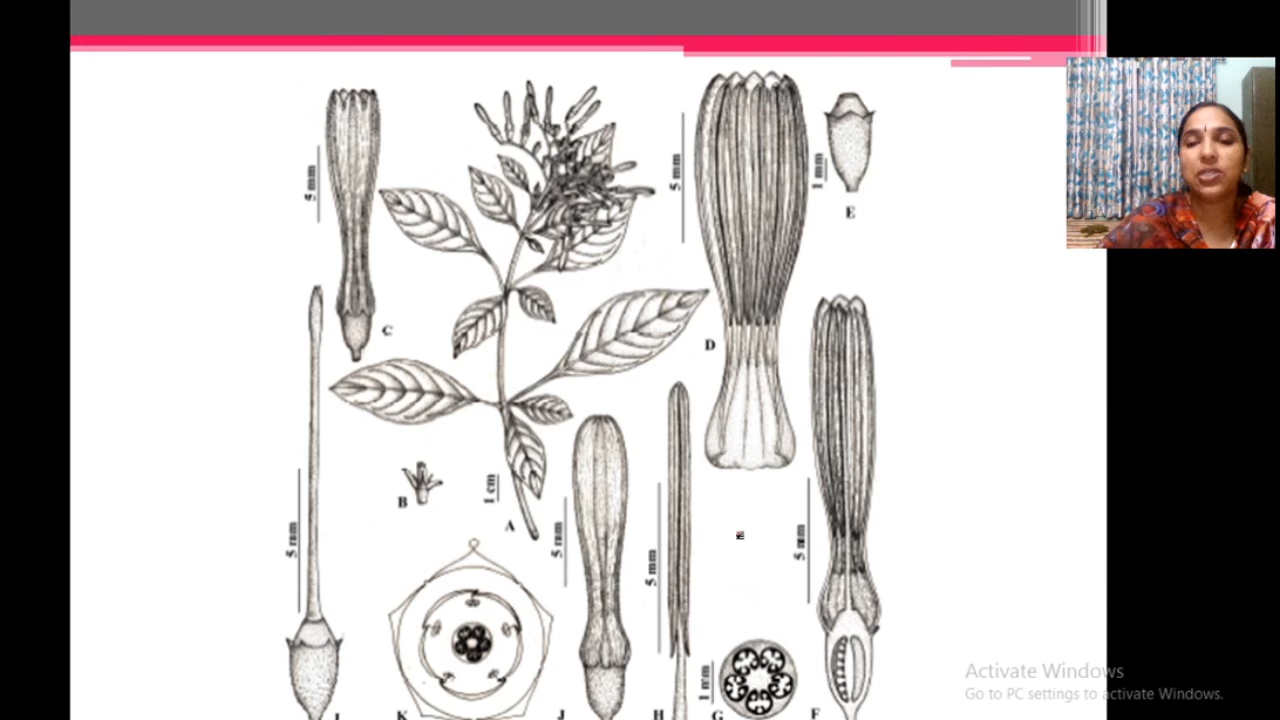 5 mm
C
5 mm
D
1 mm
E
B
1 cm
A
5 mm
5 mm
5 mm
5 mm
1 mm
I
K
J
H
G
F
Activate Windows
Go to PC settings to activate Windows.